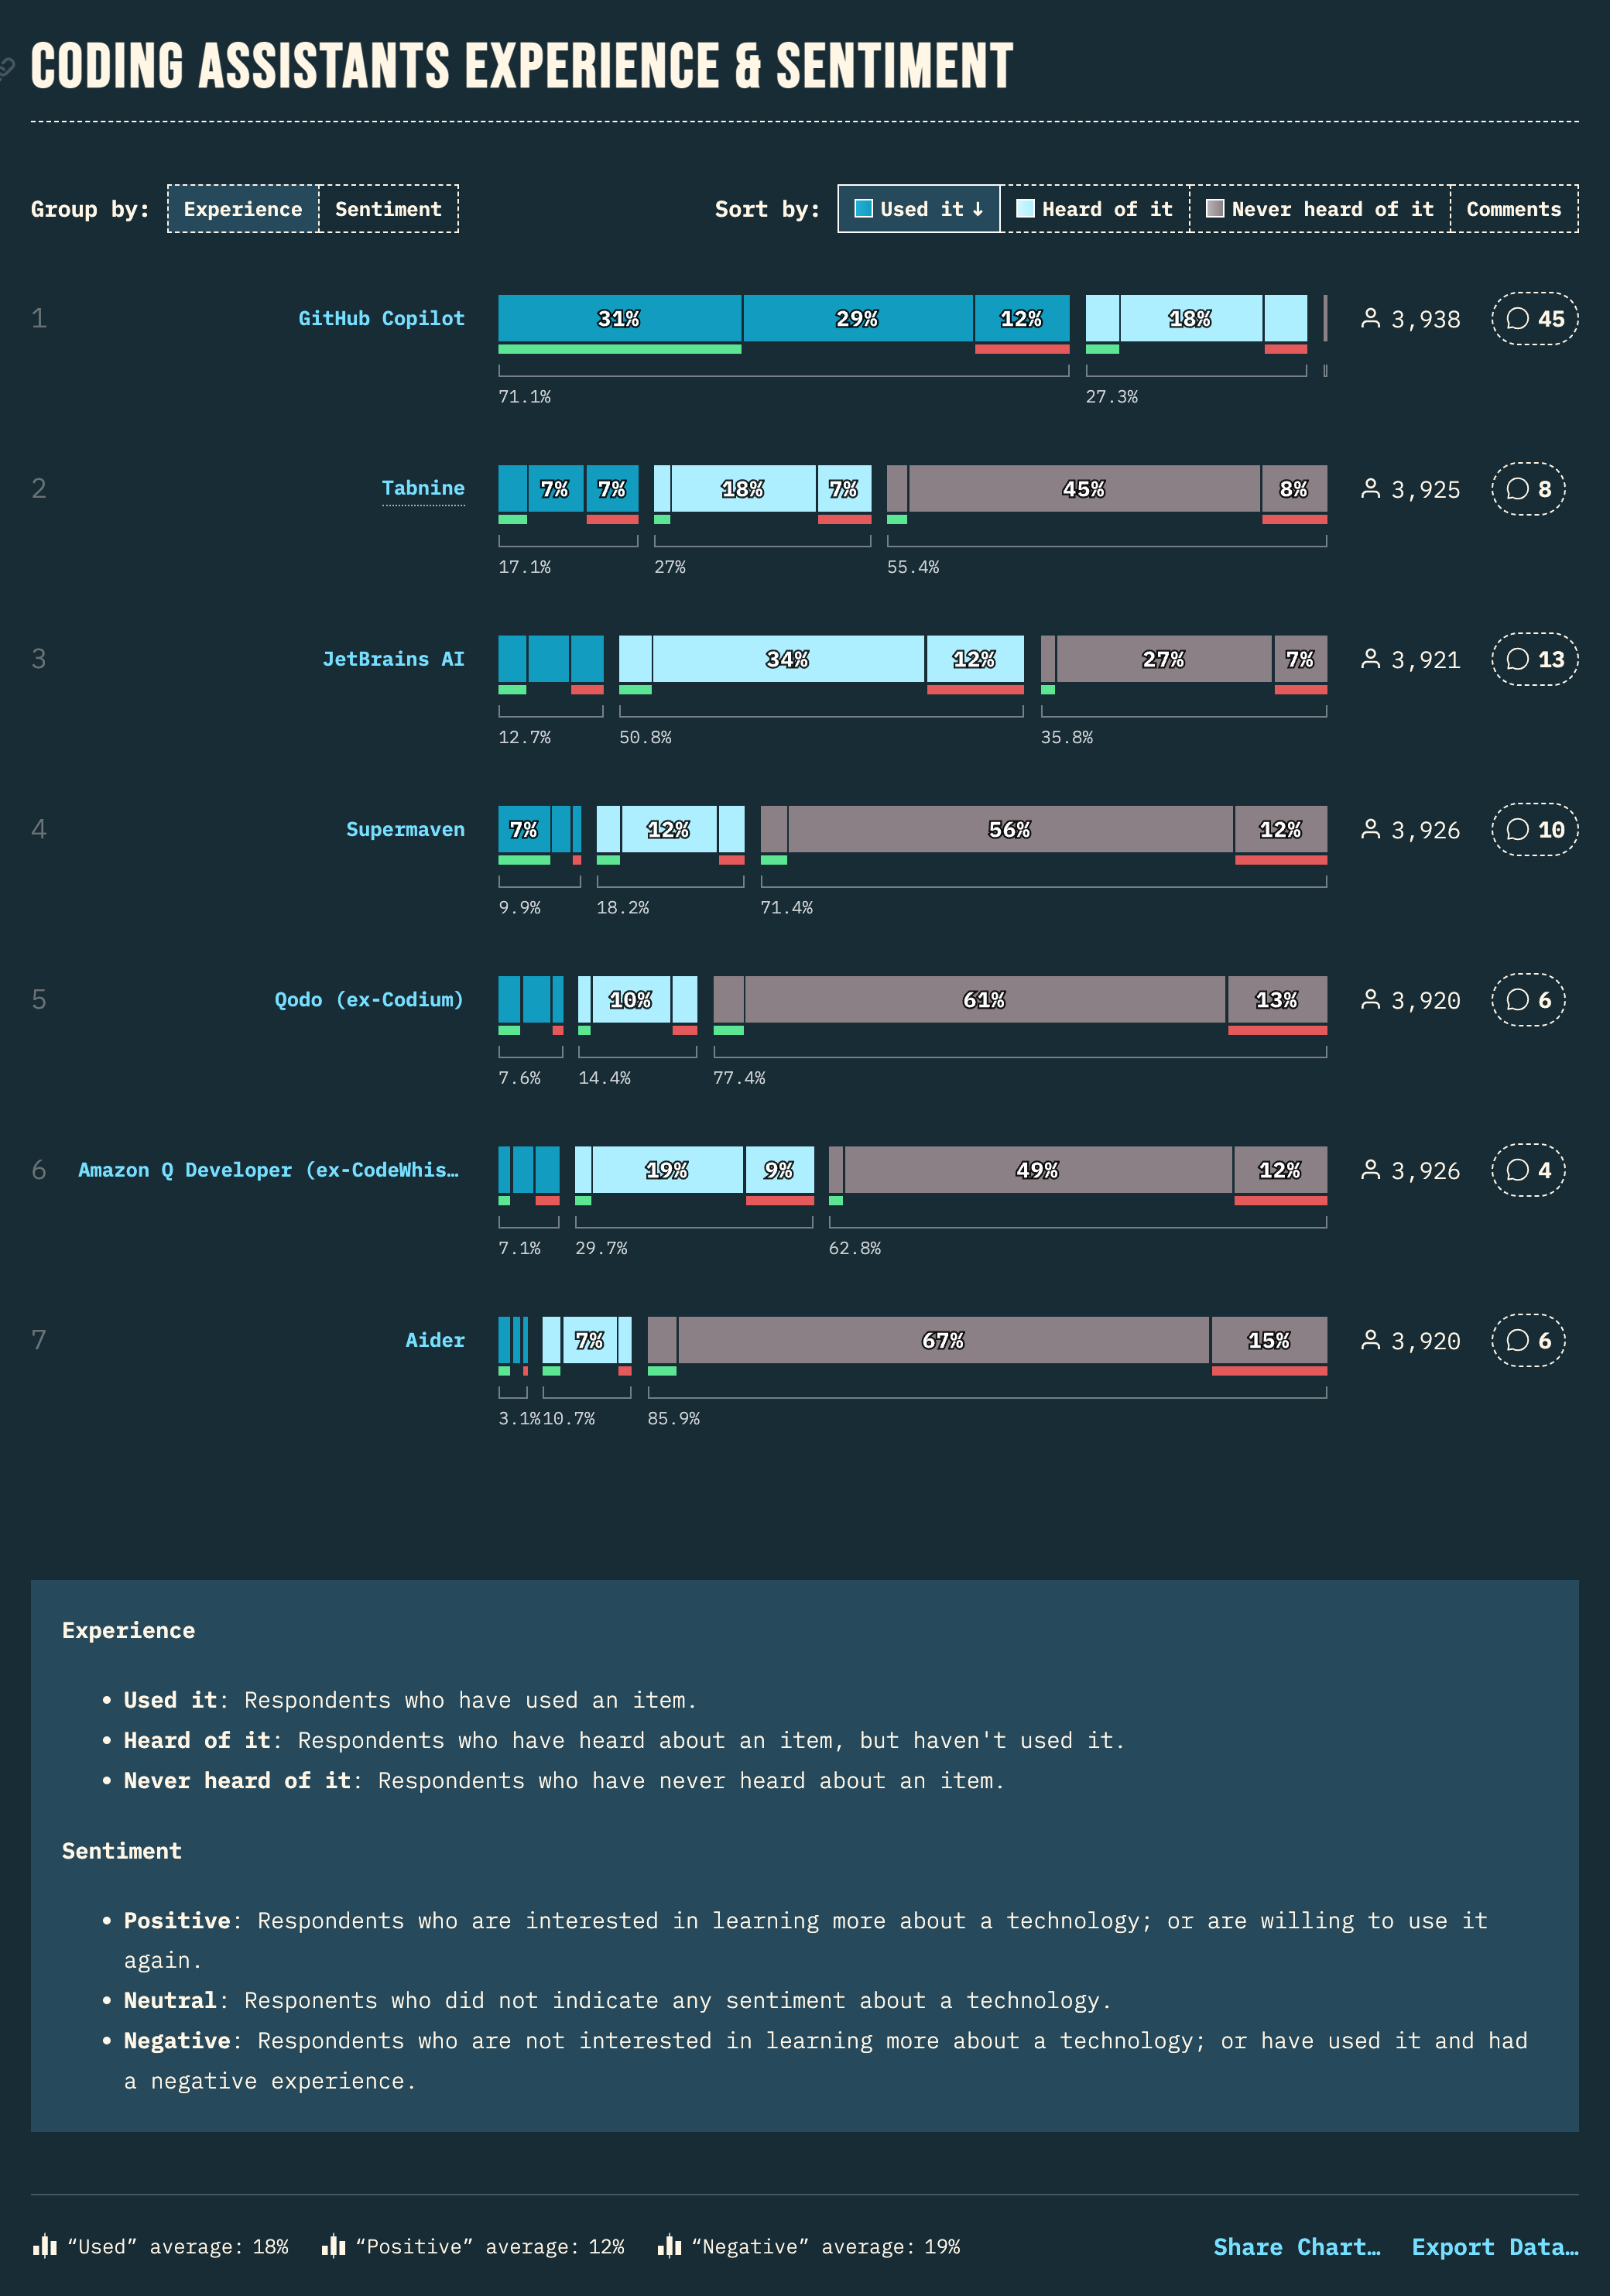 CODING ASSISTANTS EXPERIENCE & SENTIMENT
Group by: Experience Sentiment Sort by: Used it ↓ Heard of it Never heard of it Comments
1 GitHub Copilot 31% 29% 12% 18% 3,938 45
71.1% 27.3%
2 Tabnine 7% 7% 18% 7% 45% 8% 3,925 8
17.1% 27% 55.4%
3 JetBrains AI 34% 12% 27% 7% 3,921 13
12.7% 50.8% 35.8%
4 Supermaven 7% 12% 56% 12% 3,926 10
9.9% 18.2% 71.4%
5 Qodo (ex-Codium) 10% 61% 13% 3,920 6
7.6% 14.4% 77.4%
6 Amazon Q Developer (ex-CodeWhis… 19% 9% 49% 12% 3,926 4
7.1% 29.7% 62.8%
7 Aider 7% 67% 15% 3,920 6
3.1% 10.7% 85.9%
Experience
• Used it: Respondents who have used an item.
• Heard of it: Respondents who have heard about an item, but haven't used it.
• Never heard of it: Respondents who have never heard about an item.
Sentiment
• Positive: Respondents who are interested in learning more about a technology; or are willing to use it
again.
• Neutral: Responents who did not indicate any sentiment about a technology.
• Negative: Respondents who are not interested in learning more about a technology; or have used it and had
a negative experience.
“Used” average: 18% “Positive” average: 12% “Negative” average: 19% Share Chart… Export Data…